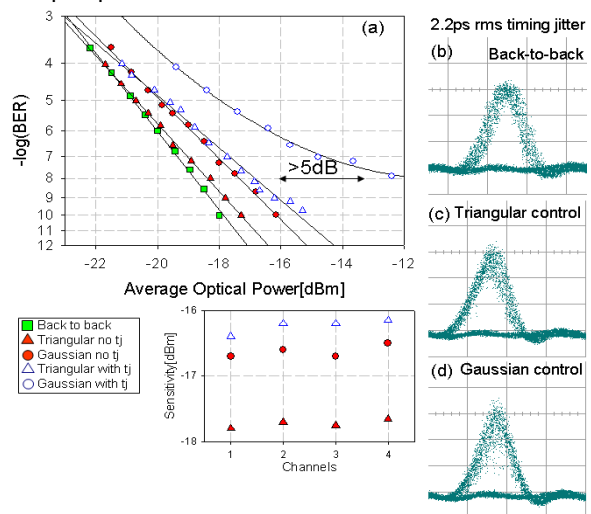 (a)
-log(BER)
3
4
5
6
7
8
9
10
11
12
>5dB
-22
-20
-18
-16
-14
-12
Average Optical Power[dBm]
Back to back
Triangular no tj
Gaussian no tj
Triangular with tj
Gaussian with tj
Sensitivity[dBm]
-16
-17
-18
1
2
3
4
Channels
2.2ps rms timing jitter
(b)
Back-to-back
(c) Triangular control
(d) Gaussian control